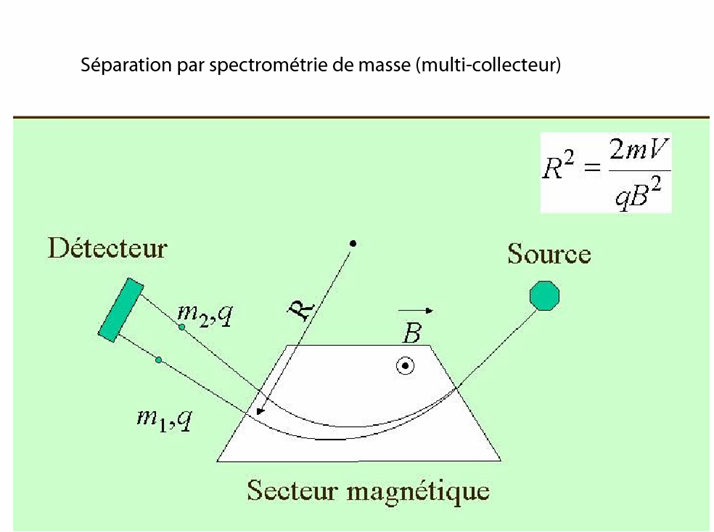 Séparation par spectrométrie de masse (multi-collecteur)
R² = 2mV / qB²
Détecteur
Source
m₂,q
R
B
m₁,q
Secteur magnétique